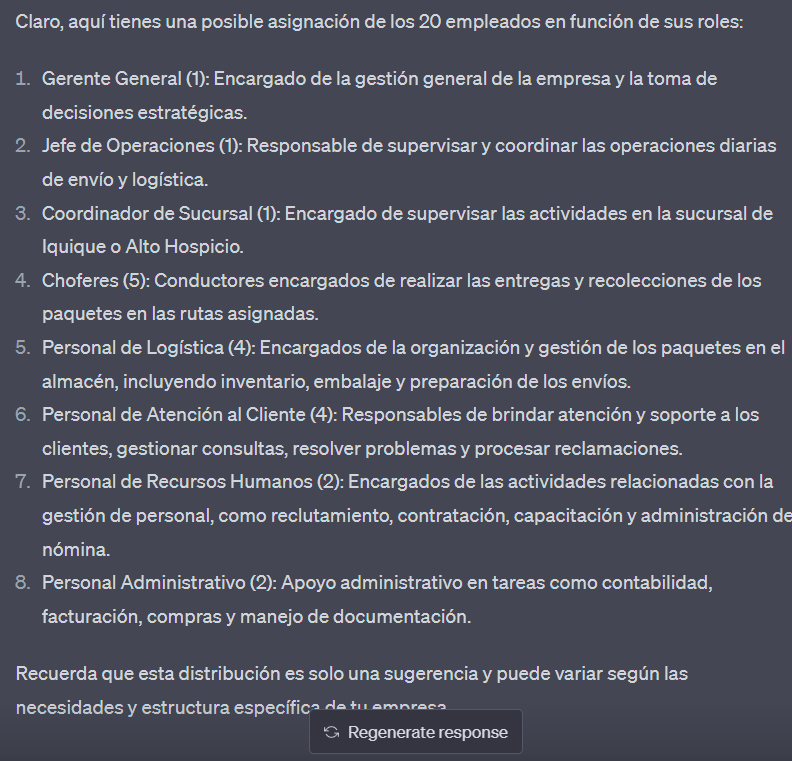 Claro, aquí tienes una posible asignación de los 20 empleados en función de sus roles:
1. Gerente General (1): Encargado de la gestión general de la empresa y la toma de
decisiones estratégicas.
2. Jefe de Operaciones (1): Responsable de supervisar y coordinar las operaciones diarias
de envío y logística.
3. Coordinador de Sucursal (1): Encargado de supervisar las actividades en la sucursal de
Iquique o Alto Hospicio.
4. Choferes (5): Conductores encargados de realizar las entregas y recolecciones de los
paquetes en las rutas asignadas.
5. Personal de Logística (4): Encargados de la organización y gestión de los paquetes en el
almacén, incluyendo inventario, embalaje y preparación de los envíos.
6. Personal de Atención al Cliente (4): Responsables de brindar atención y soporte a los
clientes, gestionar consultas, resolver problemas y procesar reclamaciones.
7. Personal de Recursos Humanos (2): Encargados de las actividades relacionadas con la
gestión de personal, como reclutamiento, contratación, capacitación y administración de
nómina.
8. Personal Administrativo (2): Apoyo administrativo en tareas como contabilidad,
facturación, compras y manejo de documentación.
Recuerda que esta distribución es solo una sugerencia y puede variar según las
necesidades y estructura específica de tu empresa.
Regenerate response